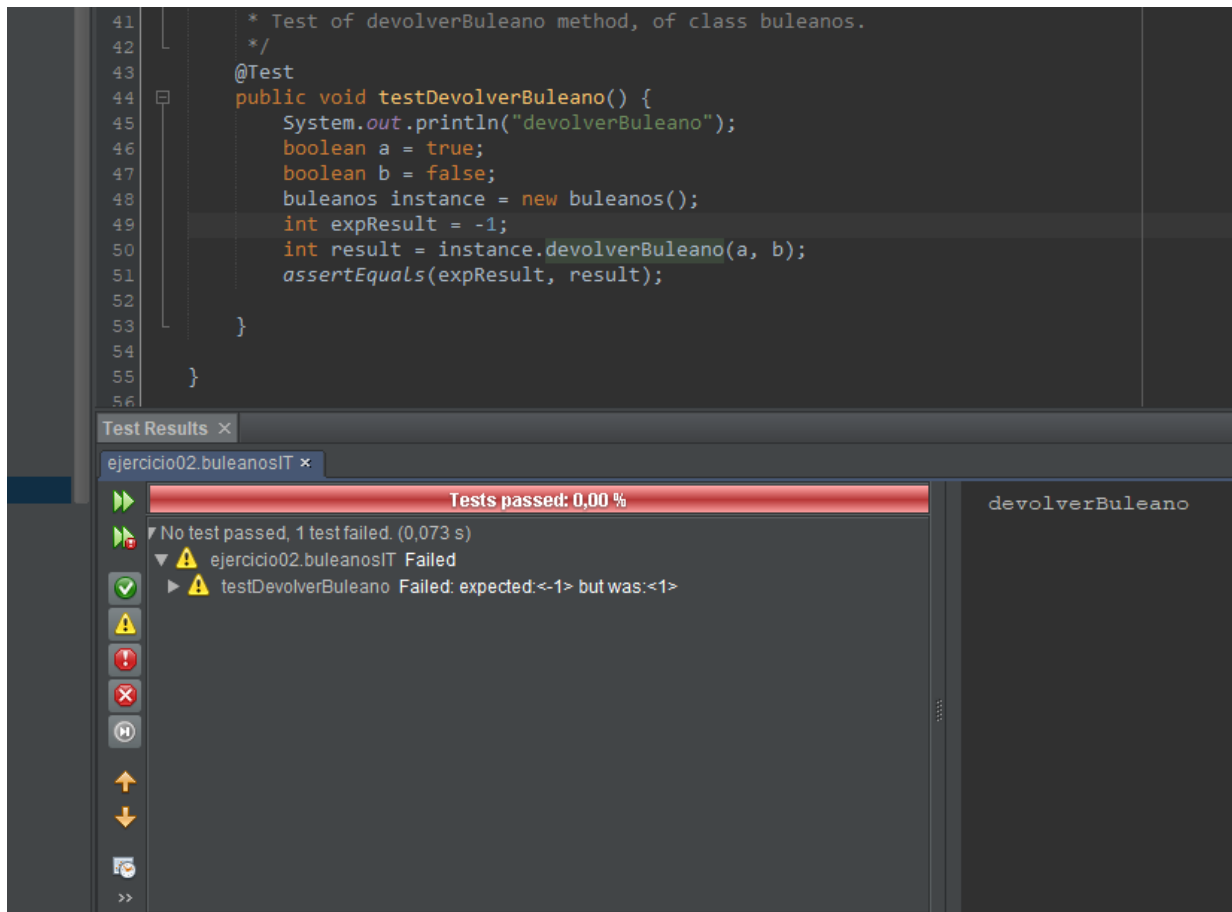 41 * Test of devolverBuleano method, of class buleanos.
42 */
43 @Test
44 public void testDevolverBuleano() {
45 System.out.println("devolverBuleano");
46 boolean a = true;
47 boolean b = false;
48 buleanos instance = new buleanos();
49 int expResult = -1;
50 int result = instance.devolverBuleano(a, b);
51 assertEquals(expResult, result);
52
53 }
54
55 }
56
Test Results ×
ejercicio02.buleanosIT ×
Tests passed: 0,00 %
devolverBuleano
No test passed, 1 test failed. (0,073 s)
ejercicio02.buleanosIT Failed
testDevolverBuleano Failed: expected:<-1> but was:<1>
>>